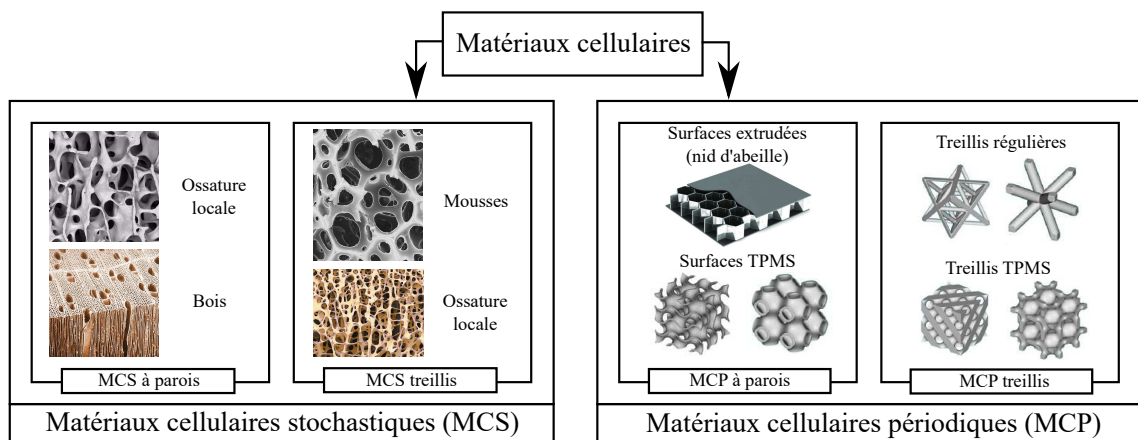 Matériaux cellulaires
Ossature
locale
Bois
MCS à parois
Mousses
Ossature
locale
MCS treillis
Matériaux cellulaires stochastiques (MCS)
Surfaces extrudées
(nid d'abeille)
Surfaces TPMS
MCP à parois
Treillis régulières
Treillis TPMS
MCP treillis
Matériaux cellulaires périodiques (MCP)